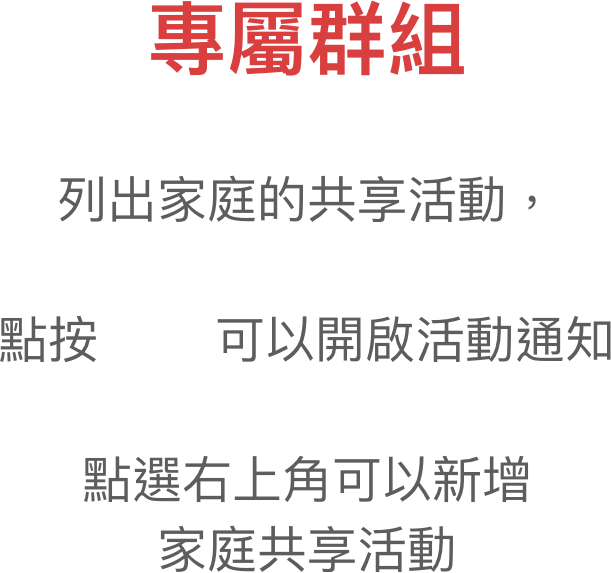 專屬群組
列出家庭的共享活動，
點按 可以開啟活動通知
點選右上角可以新增
家庭共享活動